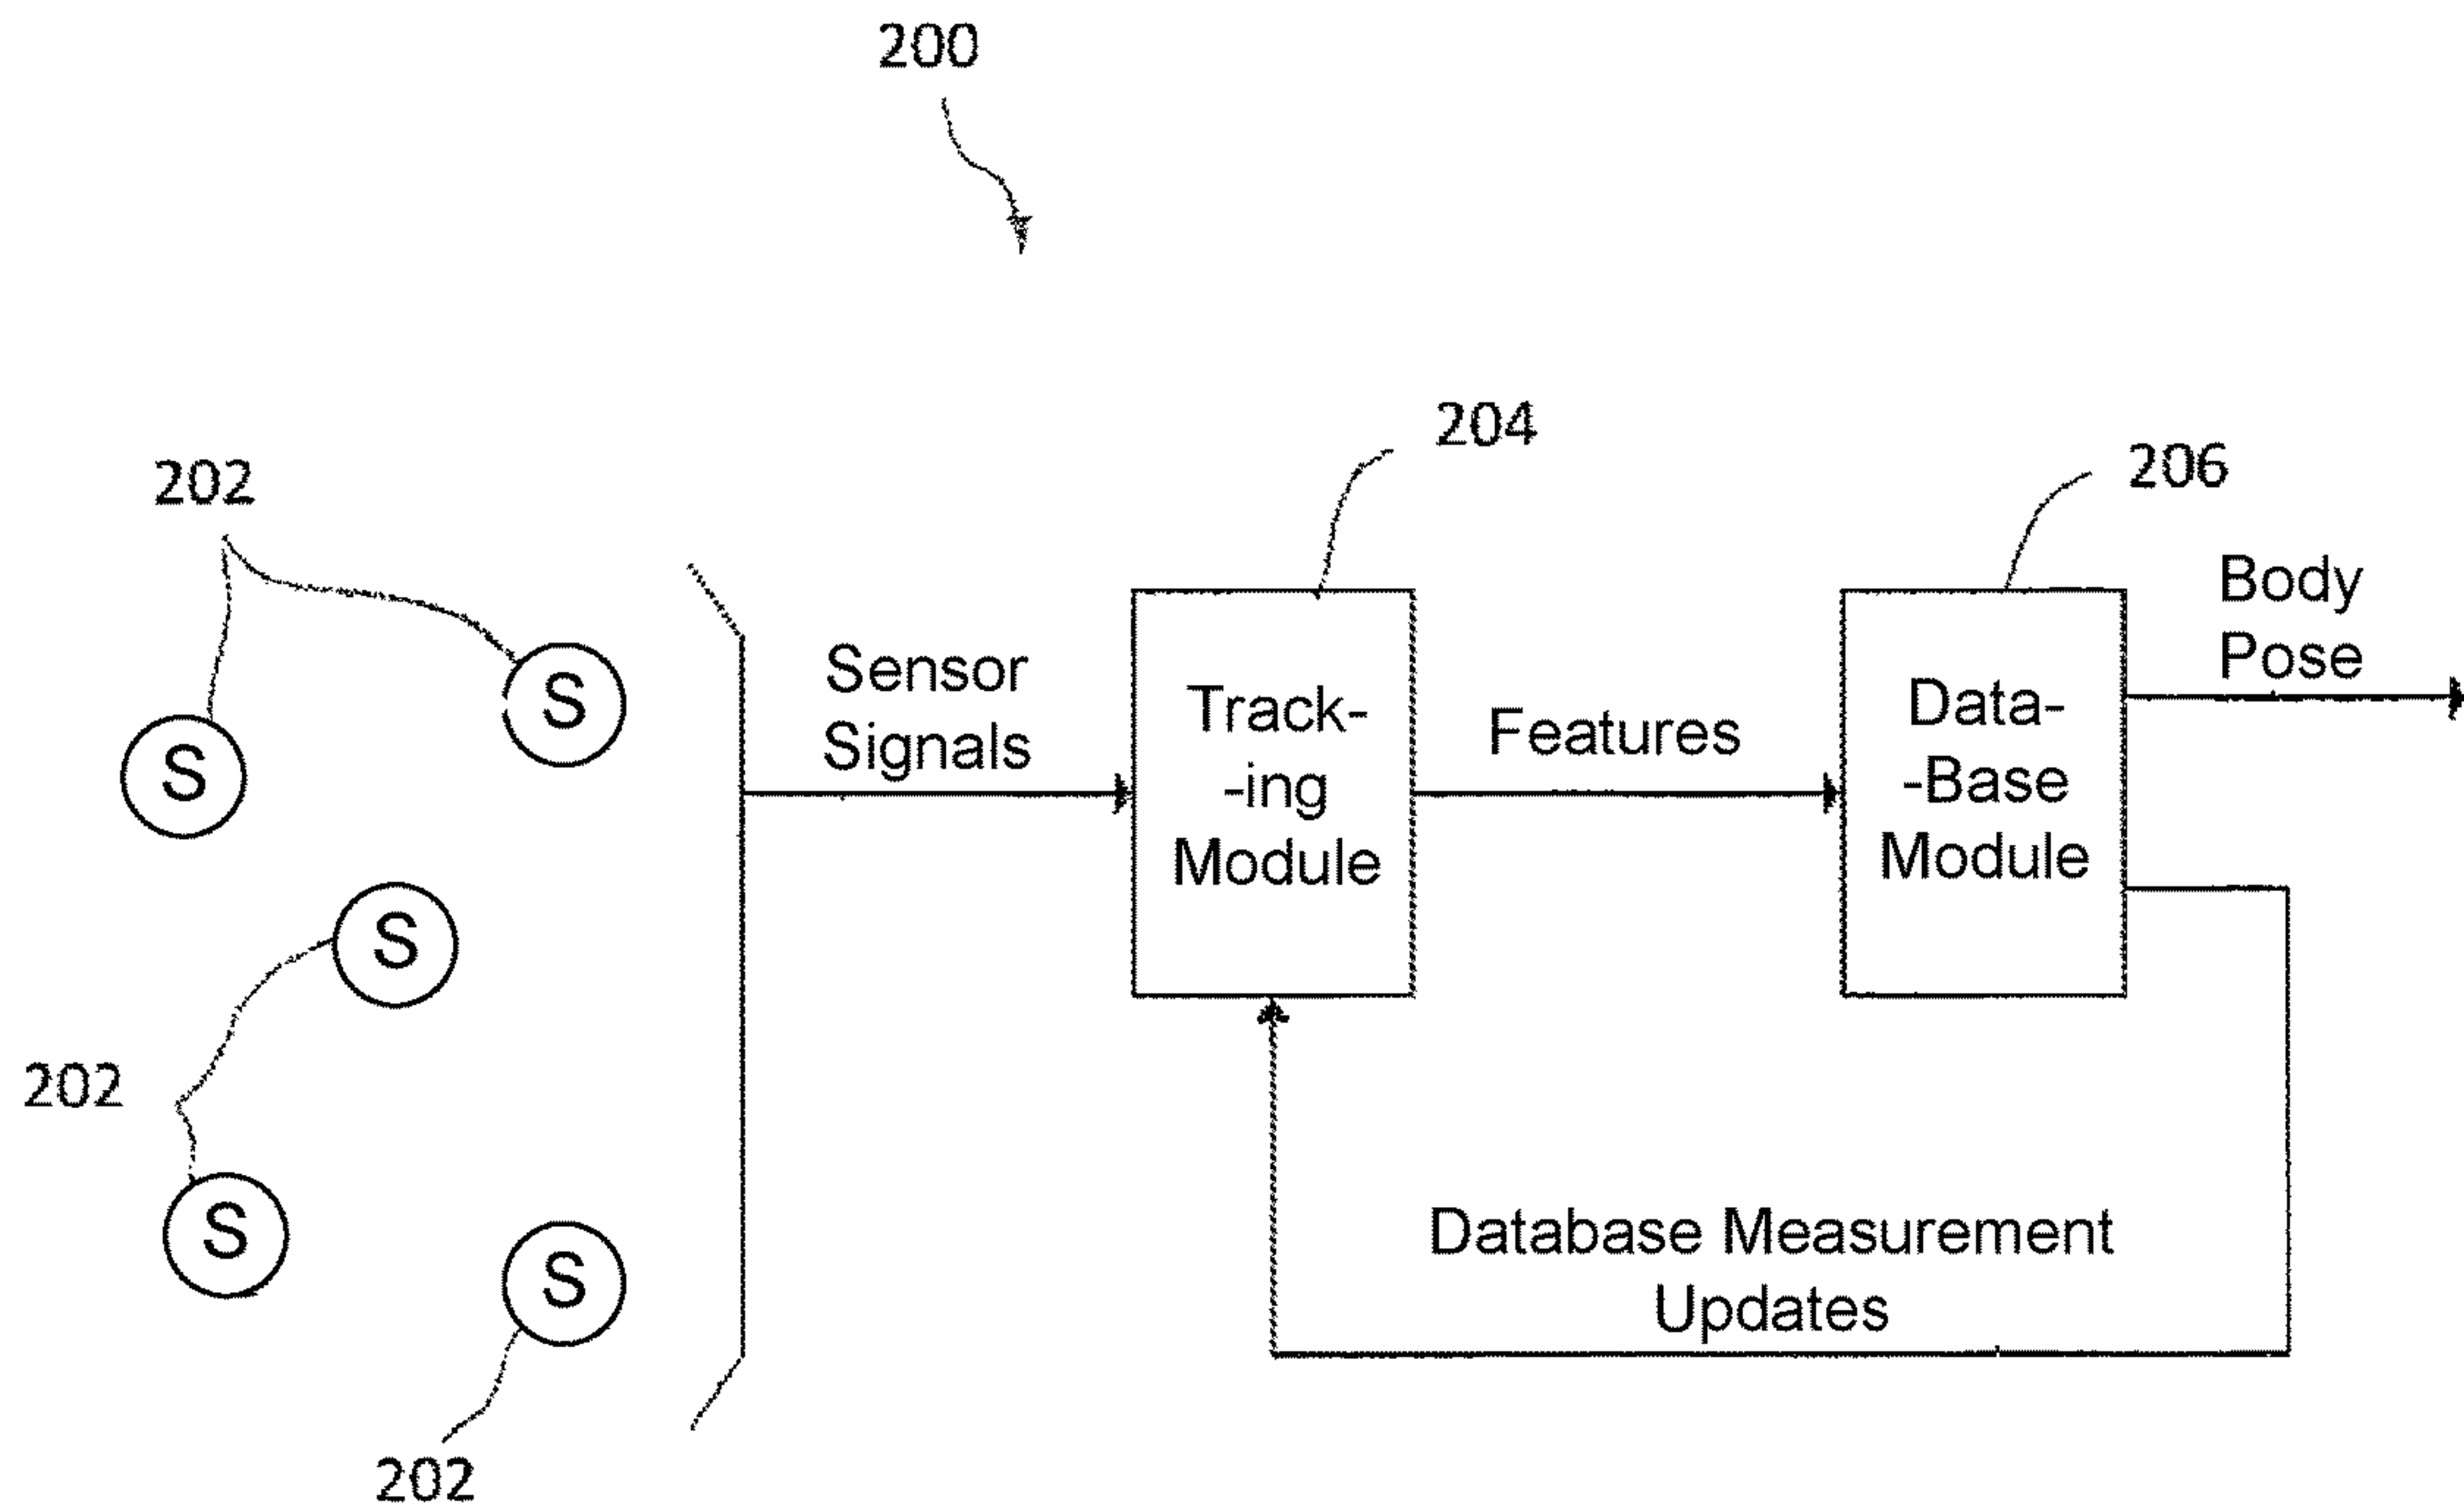 200
204
206
202
Body
Pose
Sensor
Signals
S
S
Track-
-ing
Module
Features
Data-
-Base
Module
S
202
S
S
Database Measurement
Updates
202